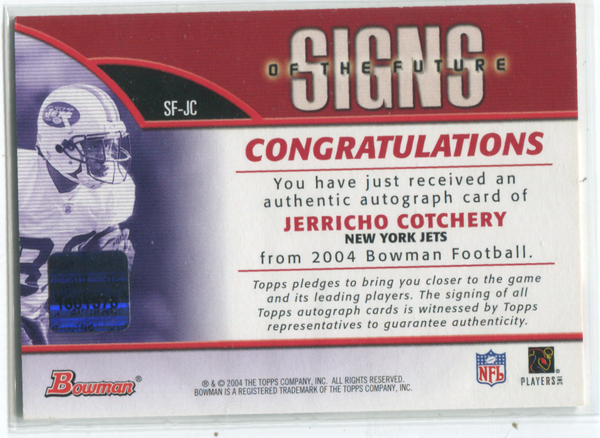 SIGNS
OF THE FUTURE
SF-JC
CONGRATULATIONS
You have just received an
authentic autograph card of
JERRICHO COTCHERY
NEW YORK JETS
from 2004 Bowman Football.
Topps pledges to bring you closer to the game
and its leading players. The signing of all
Topps autograph cards is witnessed by Topps
representatives to guarantee authenticity.
Bowman®
® & © 2004 THE TOPPS COMPANY, INC. ALL RIGHTS RESERVED.
BOWMAN IS A REGISTERED TRADEMARK OF THE TOPPS COMPANY, INC.
NFL
PLAYERS INC